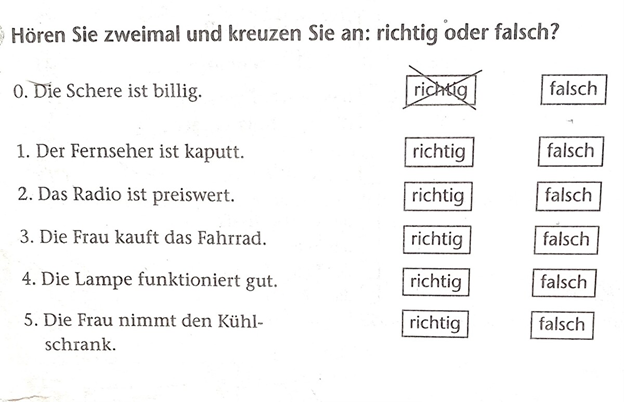 Hören Sie zweimal und kreuzen Sie an: richtig oder falsch?
0. Die Schere ist billig. richtig falsch
1. Der Fernseher ist kaputt. richtig falsch
2. Das Radio ist preiswert. richtig falsch
3. Die Frau kauft das Fahrrad. richtig falsch
4. Die Lampe funktioniert gut. richtig falsch
5. Die Frau nimmt den Kühl- richtig falsch
schrank.